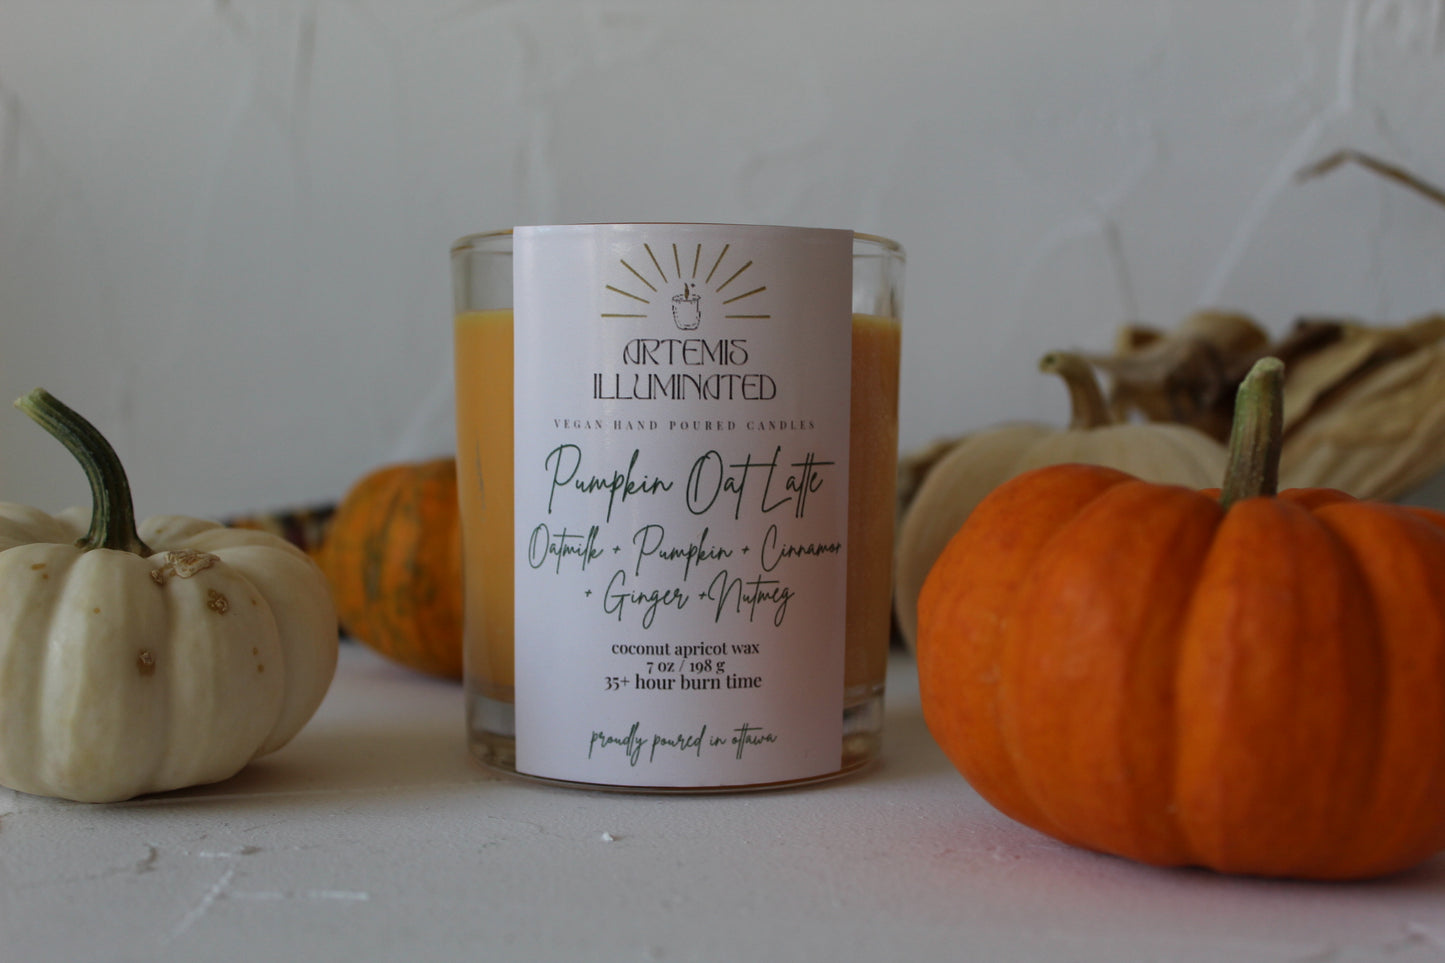 ARTEMIS
ILLUMINATED
VEGAN HAND POURED CANDLES
Pumpkin Oat Latte
Oatmilk + Pumpkin + Cinnamon
+ Ginger + Nutmeg
coconut apricot wax
7 oz / 198 g
35+ hour burn time
proudly poured in ottawa